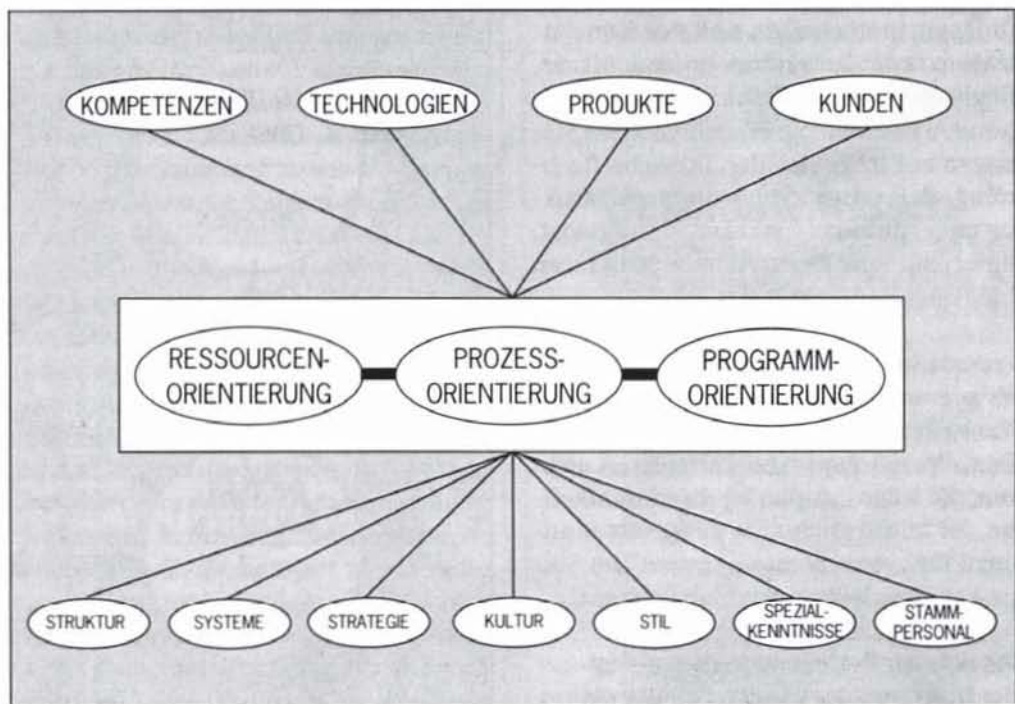 KOMPETENZEN
TECHNOLOGIEN
PRODUKTE
KUNDEN
RESSOURCEN-
ORIENTIERUNG
PROZESS-
ORIENTIERUNG
PROGRAMM-
ORIENTIERUNG
STRUKTUR
SYSTEME
STRATEGIE
KULTUR
STIL
SPEZIAL-
KENNTNISSE
STAMM-
PERSONAL